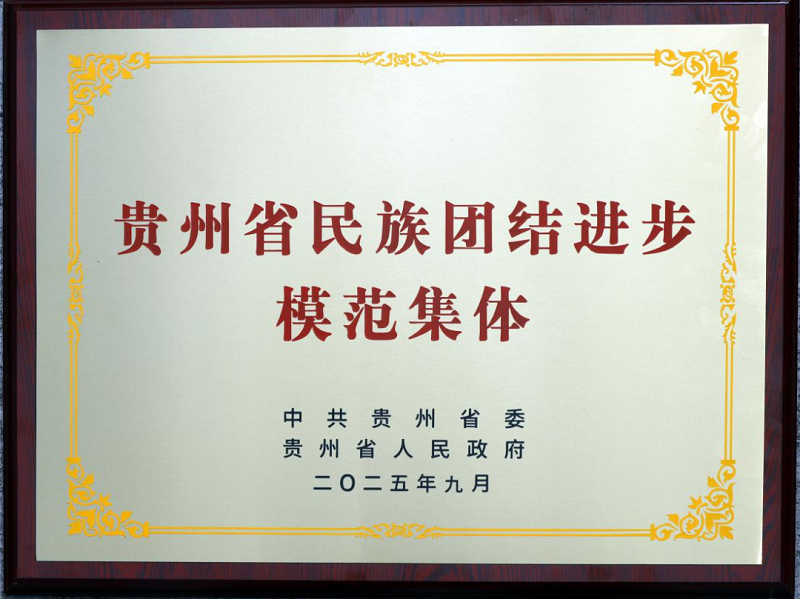 贵州省民族团结进步
模范集体
中共贵州省委
贵州省人民政府
二〇二五年九月